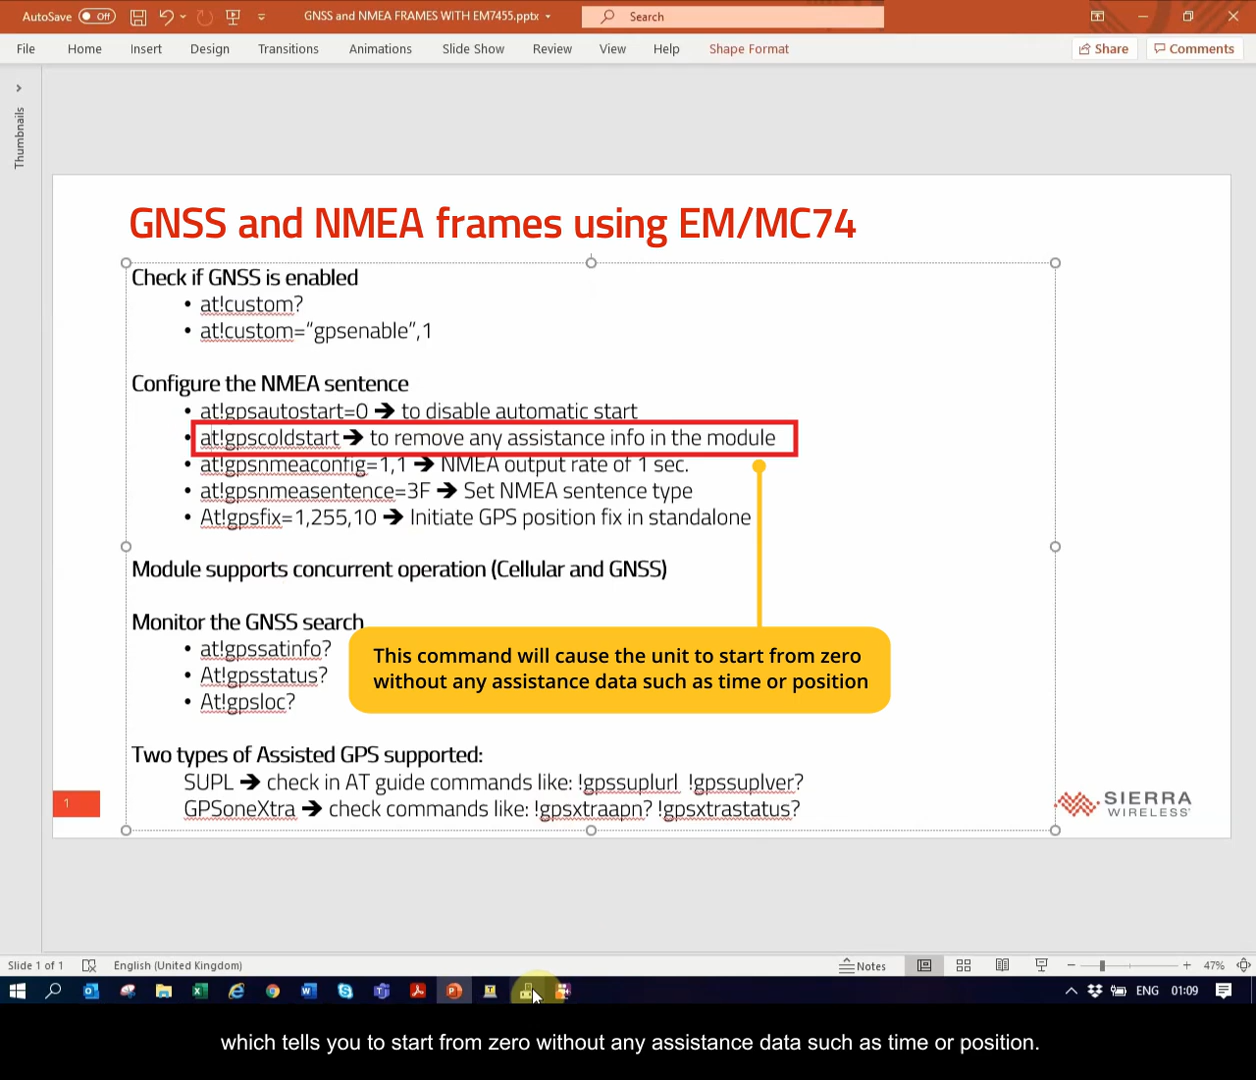 AutoSave Off GNSS and NMEA FRAMES WITH EM7455.pptx Search
File Home Insert Design Transitions Animations Slide Show Review View Help Shape Format Share Comments
Thumbnails
GNSS and NMEA frames using EM/MC74
Check if GNSS is enabled
• at!custom?
• at!custom=“gpsenable”,1
Configure the NMEA sentence
• at!gpsautostart=0 ➔ to disable automatic start
• at!gpscoldstart ➔ to remove any assistance info in the module
• at!gpsnmeaconfig=1,1 ➔ NMEA output rate of 1 sec.
• at!gpsnmeasentence=3F ➔ Set NMEA sentence type
• At!gpsfix=1,255,10 ➔ Initiate GPS position fix in standalone
Module supports concurrent operation (Cellular and GNSS)
Monitor the GNSS search
• at!gpssatinfo?
• At!gpsstatus?
• At!gpsloc?
This command will cause the unit to start from zero
without any assistance data such as time or position
Two types of Assisted GPS supported:
SUPL ➔ check in AT guide commands like: !gpssuplurl !gpssuplver?
GPSoneXtra ➔ check commands like: !gpsxtraapn? !gpsxtrastatus?
1
SIERRA
WIRELESS
Slide 1 of 1 English (United Kingdom) Notes 47%
ENG 01:09
which tells you to start from zero without any assistance data such as time or position.